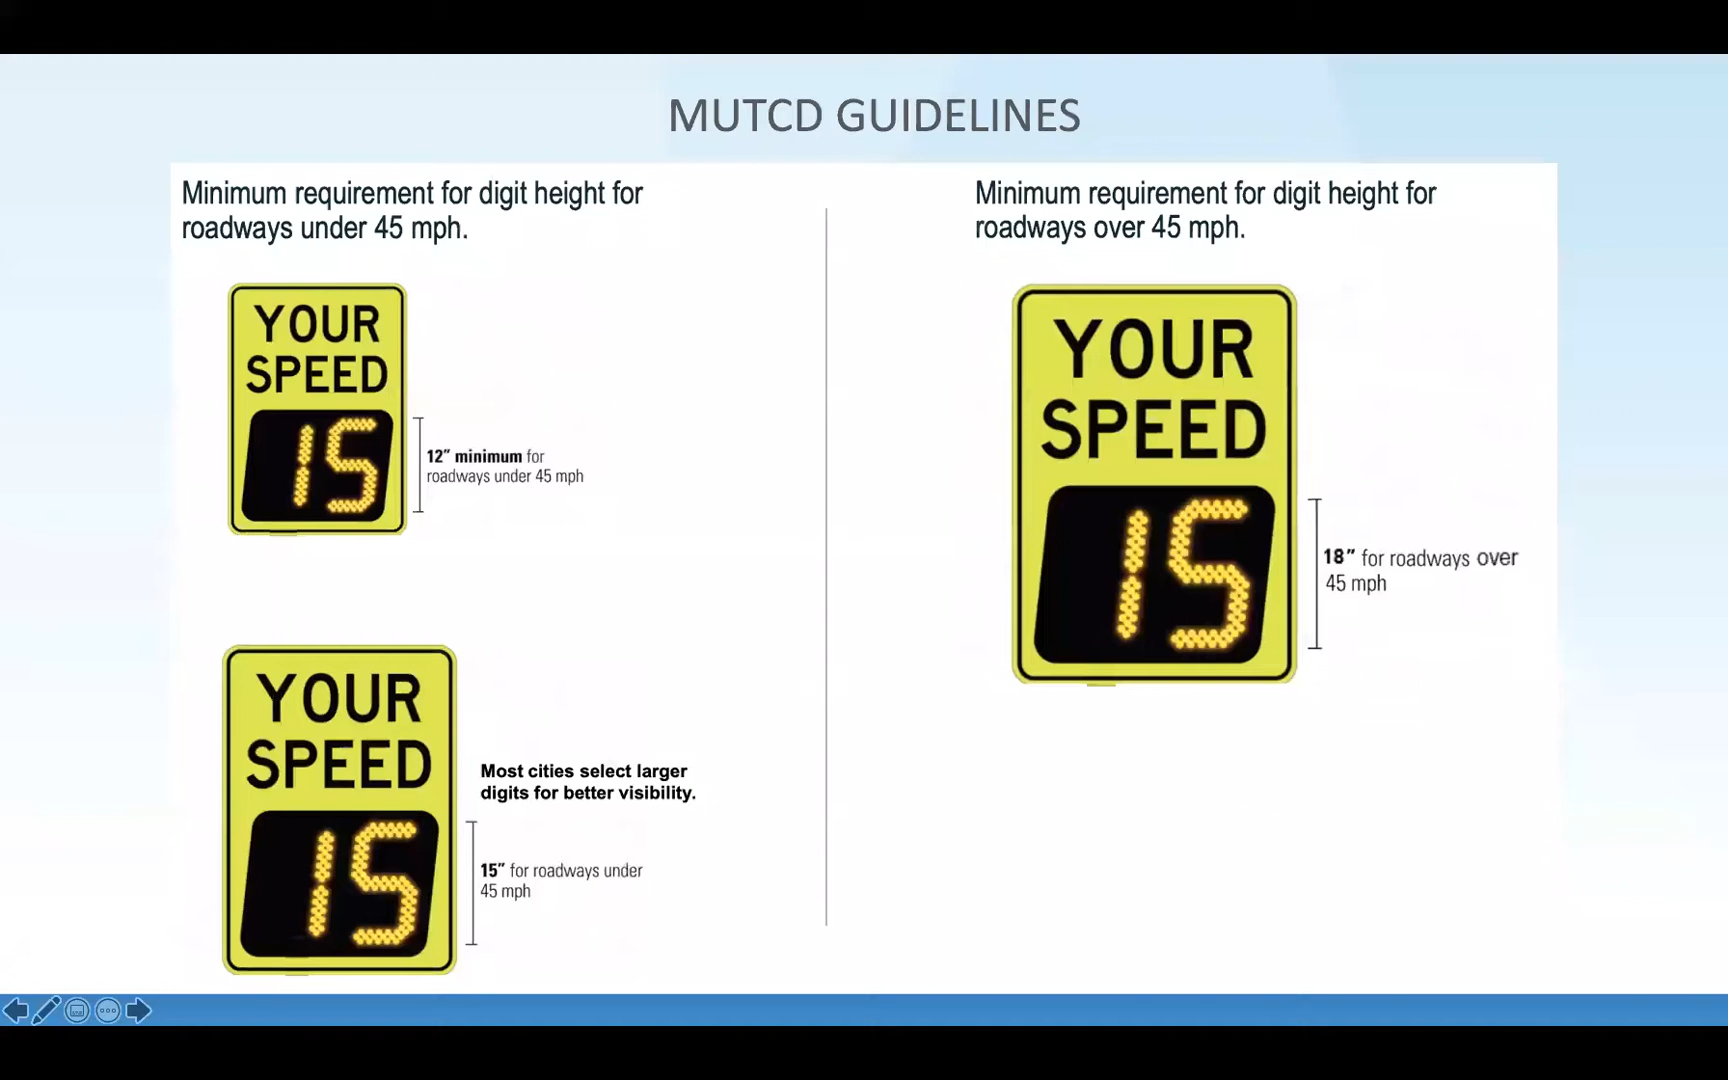 MUTCD GUIDELINES
Minimum requirement for digit height for
roadways under 45 mph.
YOUR
SPEED
15
12” minimum for
roadways under 45 mph
YOUR
SPEED
15
Most cities select larger
digits for better visibility.
15” for roadways under
45 mph
Minimum requirement for digit height for
roadways over 45 mph.
YOUR
SPEED
15
18” for roadways over
45 mph